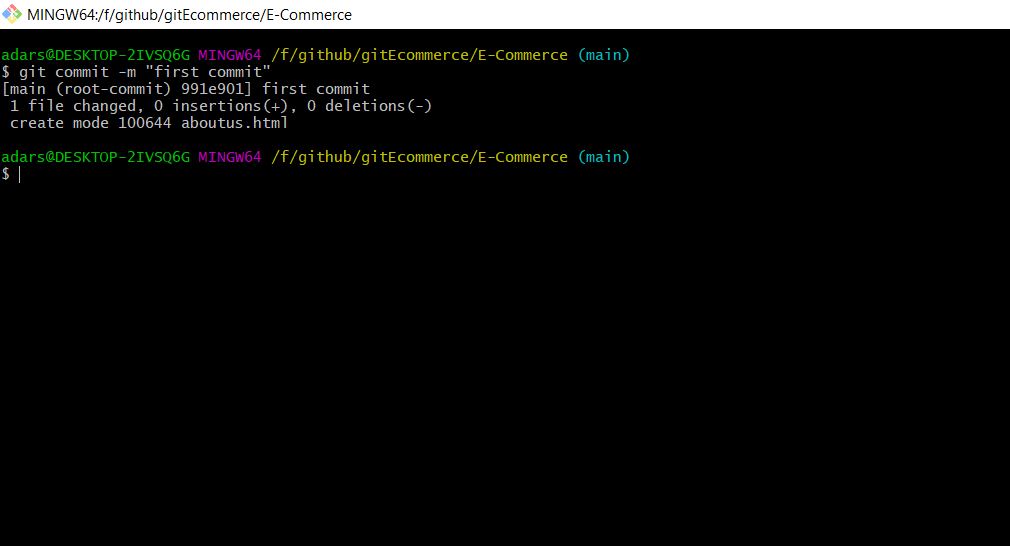 MINGW64:/f/github/gitEcommerce/E-Commerce
adars@DESKTOP-2IVSQ6G MINGW64 /f/github/gitEcommerce/E-Commerce (main)
$ git commit -m "first commit"
[main (root-commit) 991e901] first commit
 1 file changed, 0 insertions(+), 0 deletions(-)
 create mode 100644 aboutus.html
adars@DESKTOP-2IVSQ6G MINGW64 /f/github/gitEcommerce/E-Commerce (main)
$